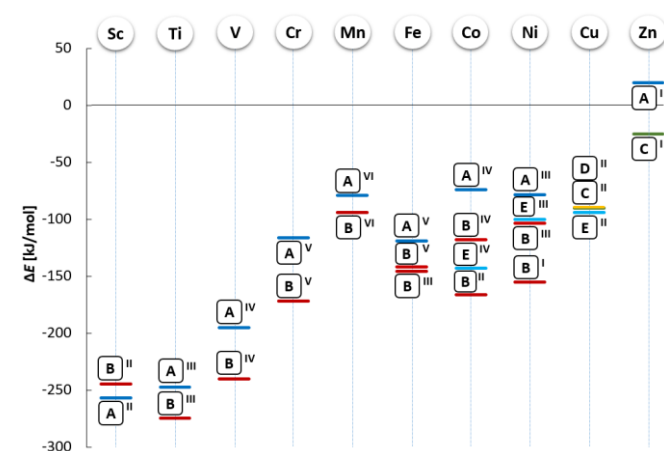 Sc Ti V Cr Mn Fe Co Ni Cu Zn
50
0
-50
-100
-150
-200
-250
-300
ΔE [kJ/mol]
B II
A II
A III
B III
A IV
B IV
A V
B V
A VI
B VI
A V
B V
B III
A IV
B IV
E IV
B II
A III
E III
B III
B I
D II
C II
E II
A I
C I